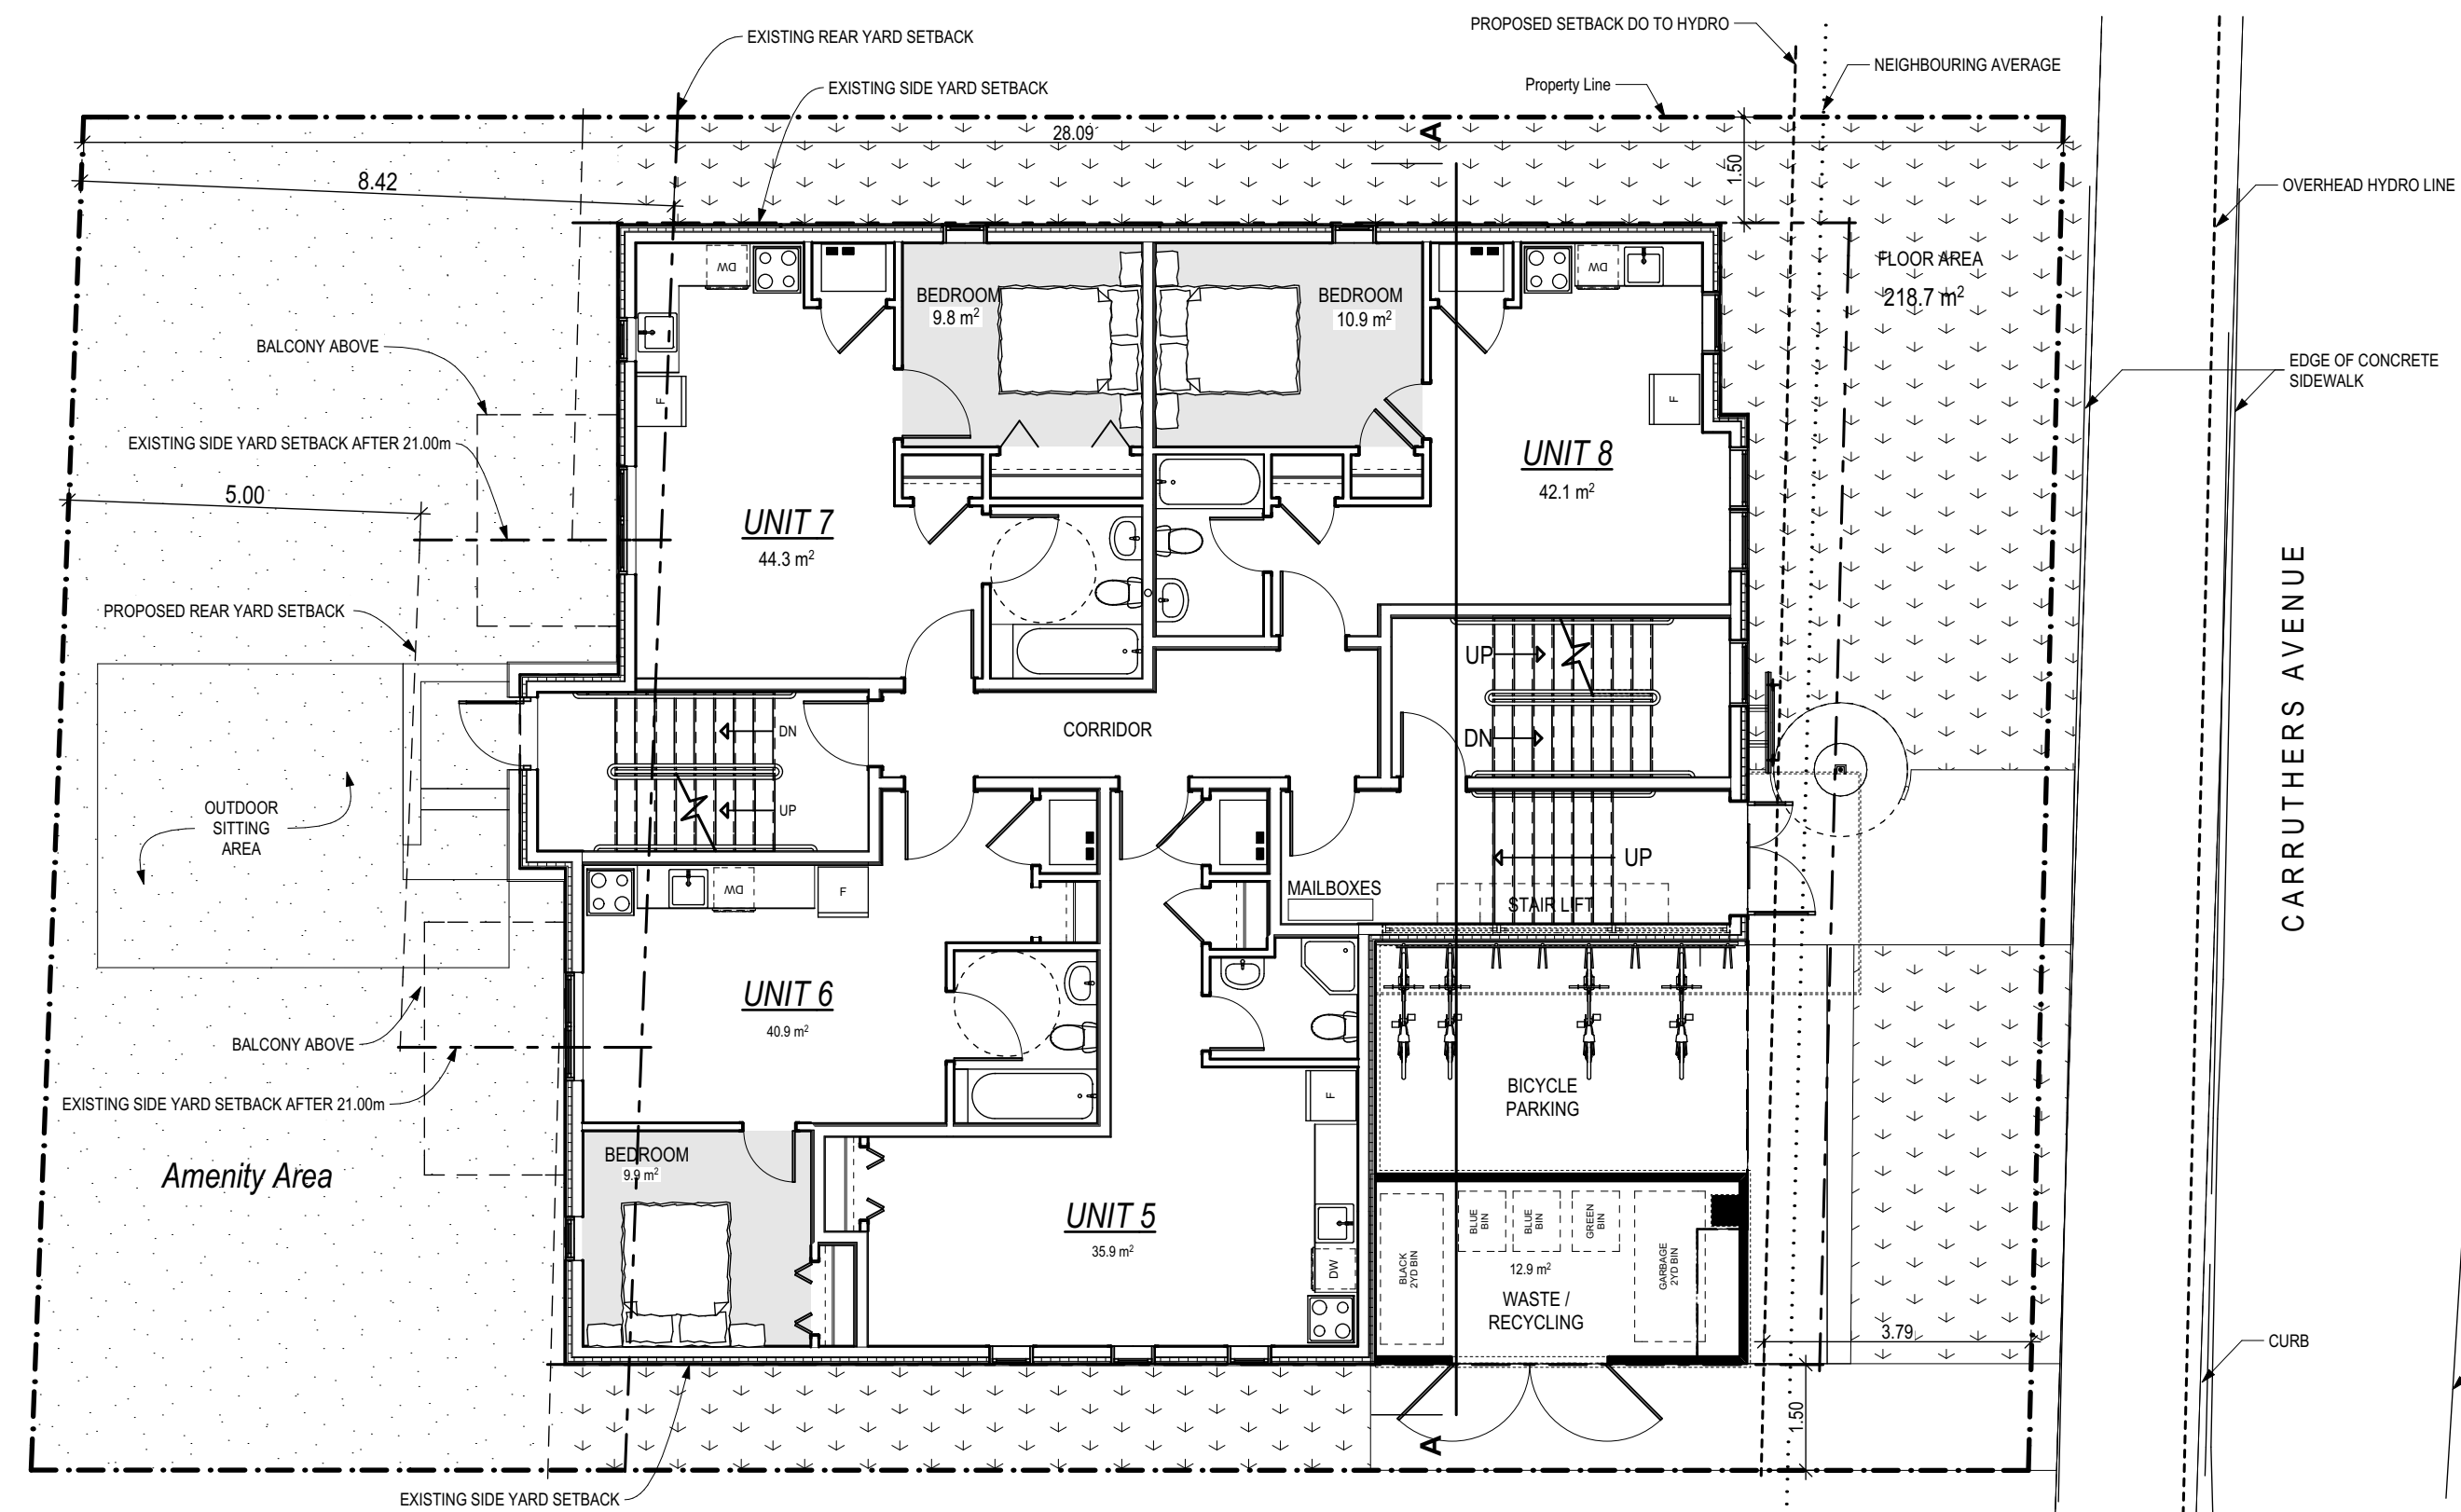 PROPOSED SETBACK DO TO HYDRO
EXISTING REAR YARD SETBACK
NEIGHBOURING AVERAGE
EXISTING SIDE YARD SETBACK
Property Line
28.09
A
1.50
8.42
OVERHEAD HYDRO LINE
FLOOR AREA
218.7 m²
DW
DW
BEDROOM
9.8 m²
BEDROOM
10.9 m²
BALCONY ABOVE
F
F
EDGE OF CONCRETE
SIDEWALK
EXISTING SIDE YARD SETBACK AFTER 21.00m
5.00
UNIT 7
44.3 m²
UNIT 8
42.1 m²
CARRUTHERS AVENUE
PROPOSED REAR YARD SETBACK
UP
DN
CORRIDOR
DN
UP
OUTDOOR
SITTING
AREA
UP
MAILBOXES
STAIR LIFT
DW
F
UNIT 6
40.9 m²
BALCONY ABOVE
EXISTING SIDE YARD SETBACK AFTER 21.00m
BICYCLE
PARKING
F
BEDROOM
9.9 m²
Amenity Area
UNIT 5
35.9 m²
DW
BLACK
2YD BIN
BLUE
BIN
BLUE
BIN
GREEN
BIN
GARBAGE
2YD BIN
12.9 m²
WASTE /
RECYCLING
3.79
CURB
1.50
A
EXISTING SIDE YARD SETBACK